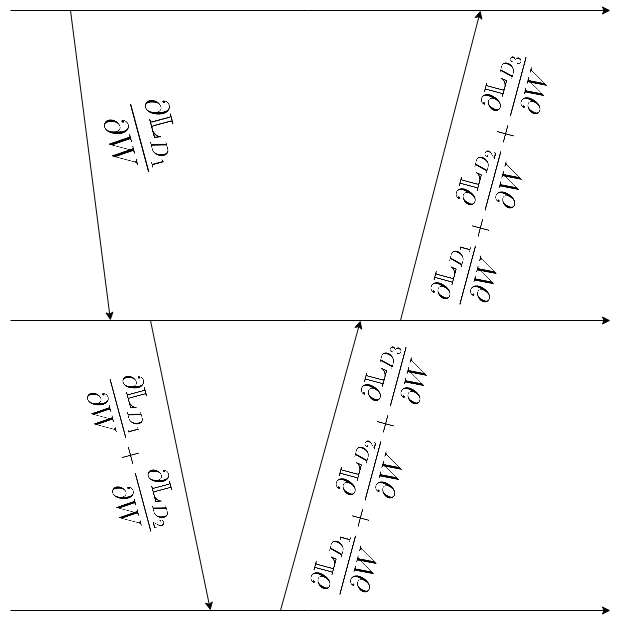 ∂𝕃_{D_1}/∂W
∂𝕃_{D_1}/∂W + ∂𝕃_{D_2}/∂W + ∂𝕃_{D_3}/∂W
∂𝕃_{D_1}/∂W + ∂𝕃_{D_2}/∂W
∂𝕃_{D_1}/∂W + ∂𝕃_{D_2}/∂W + ∂𝕃_{D_3}/∂W